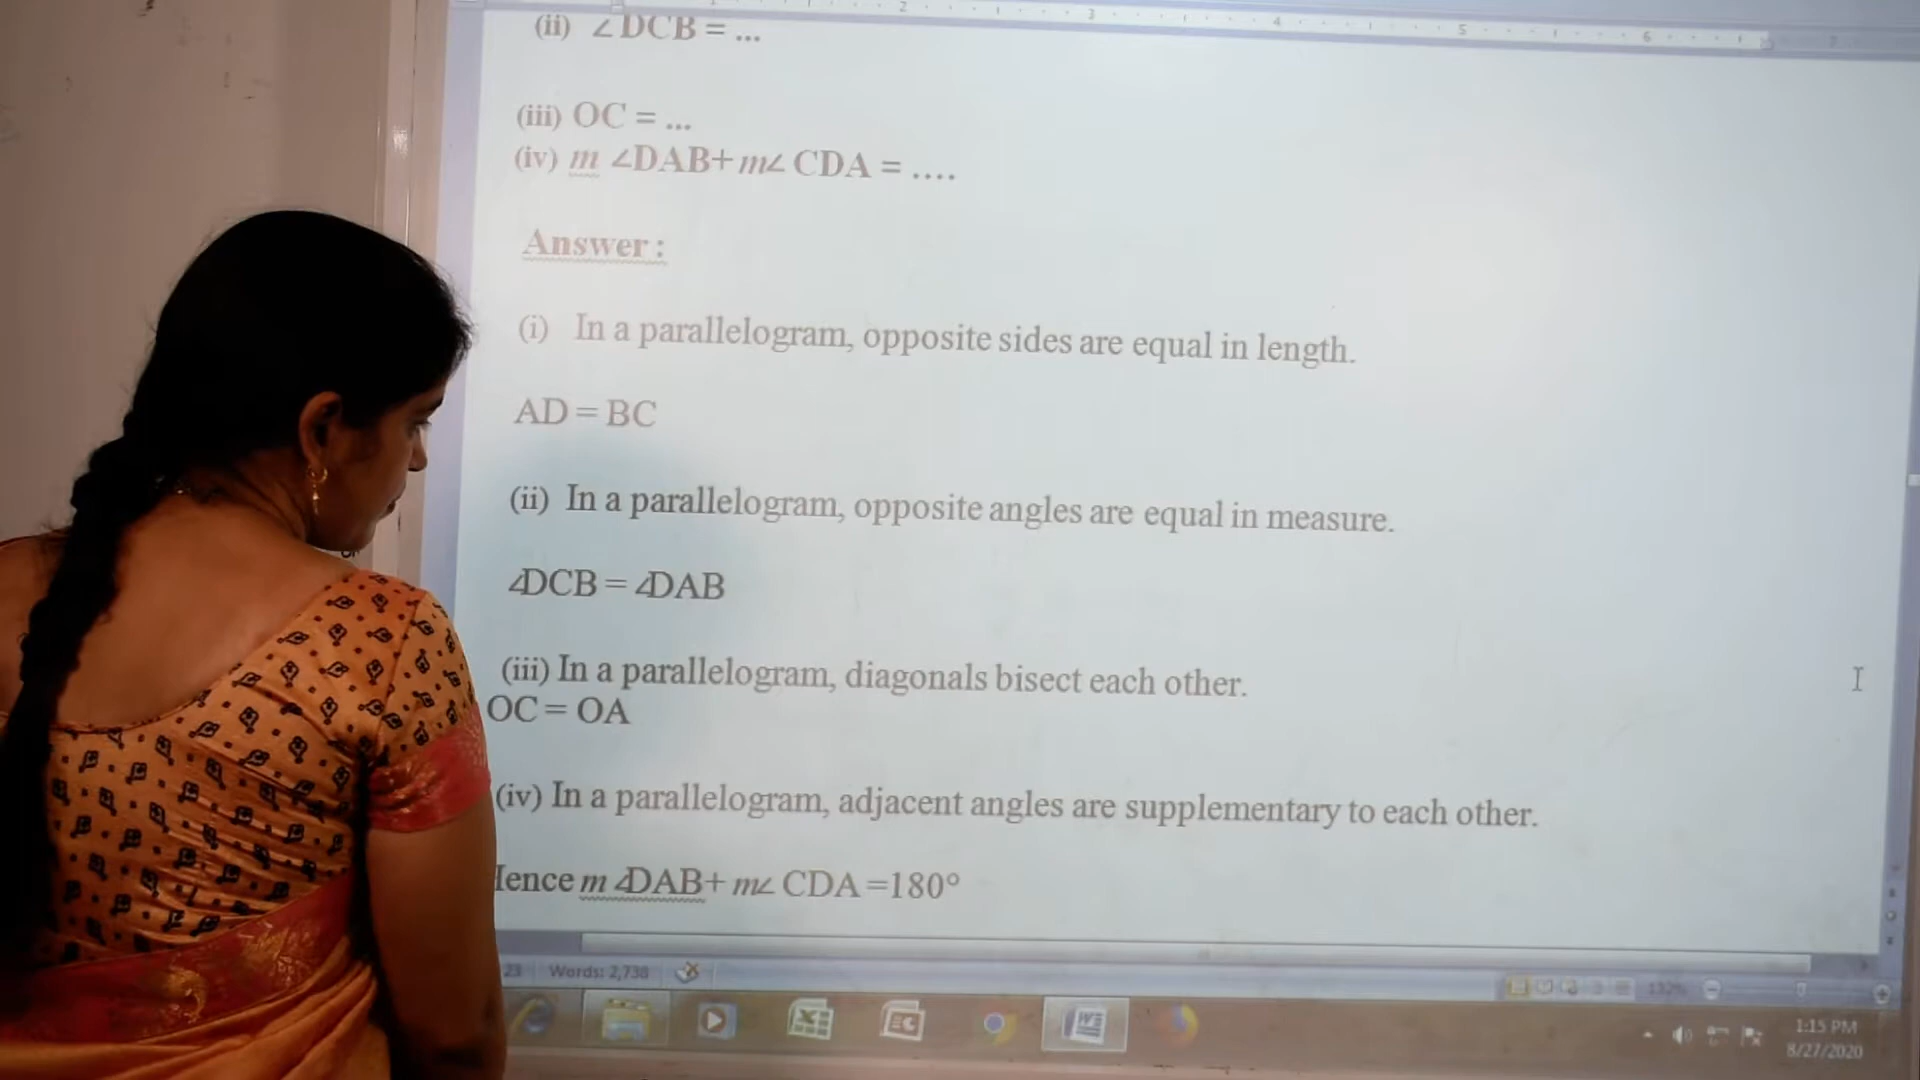 (ii) ∠DCB = ...
(iii) OC = ...
(iv) m ∠DAB+ m∠ CDA = ....
Answer :
(i) In a parallelogram, opposite sides are equal in length.
AD = BC
(ii) In a parallelogram, opposite angles are equal in measure.
∠DCB = ∠DAB
(iii) In a parallelogram, diagonals bisect each other.
OC = OA
(iv) In a parallelogram, adjacent angles are supplementary to each other.
ence m ∠DAB+ m∠ CDA =180°
23 Words: 2,738 132%
1:15 PM
8/27/2020